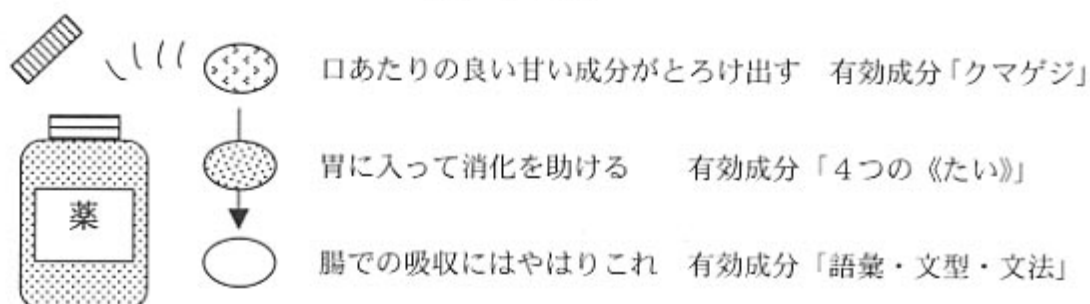 口あたりの良い甘い成分がとろけ出す　有効成分「クマゲジ」
胃に入って消化を助ける　有効成分「４つの《たい》」
薬
腸での吸収にはやはりこれ　有効成分「語彙・文型・文法」